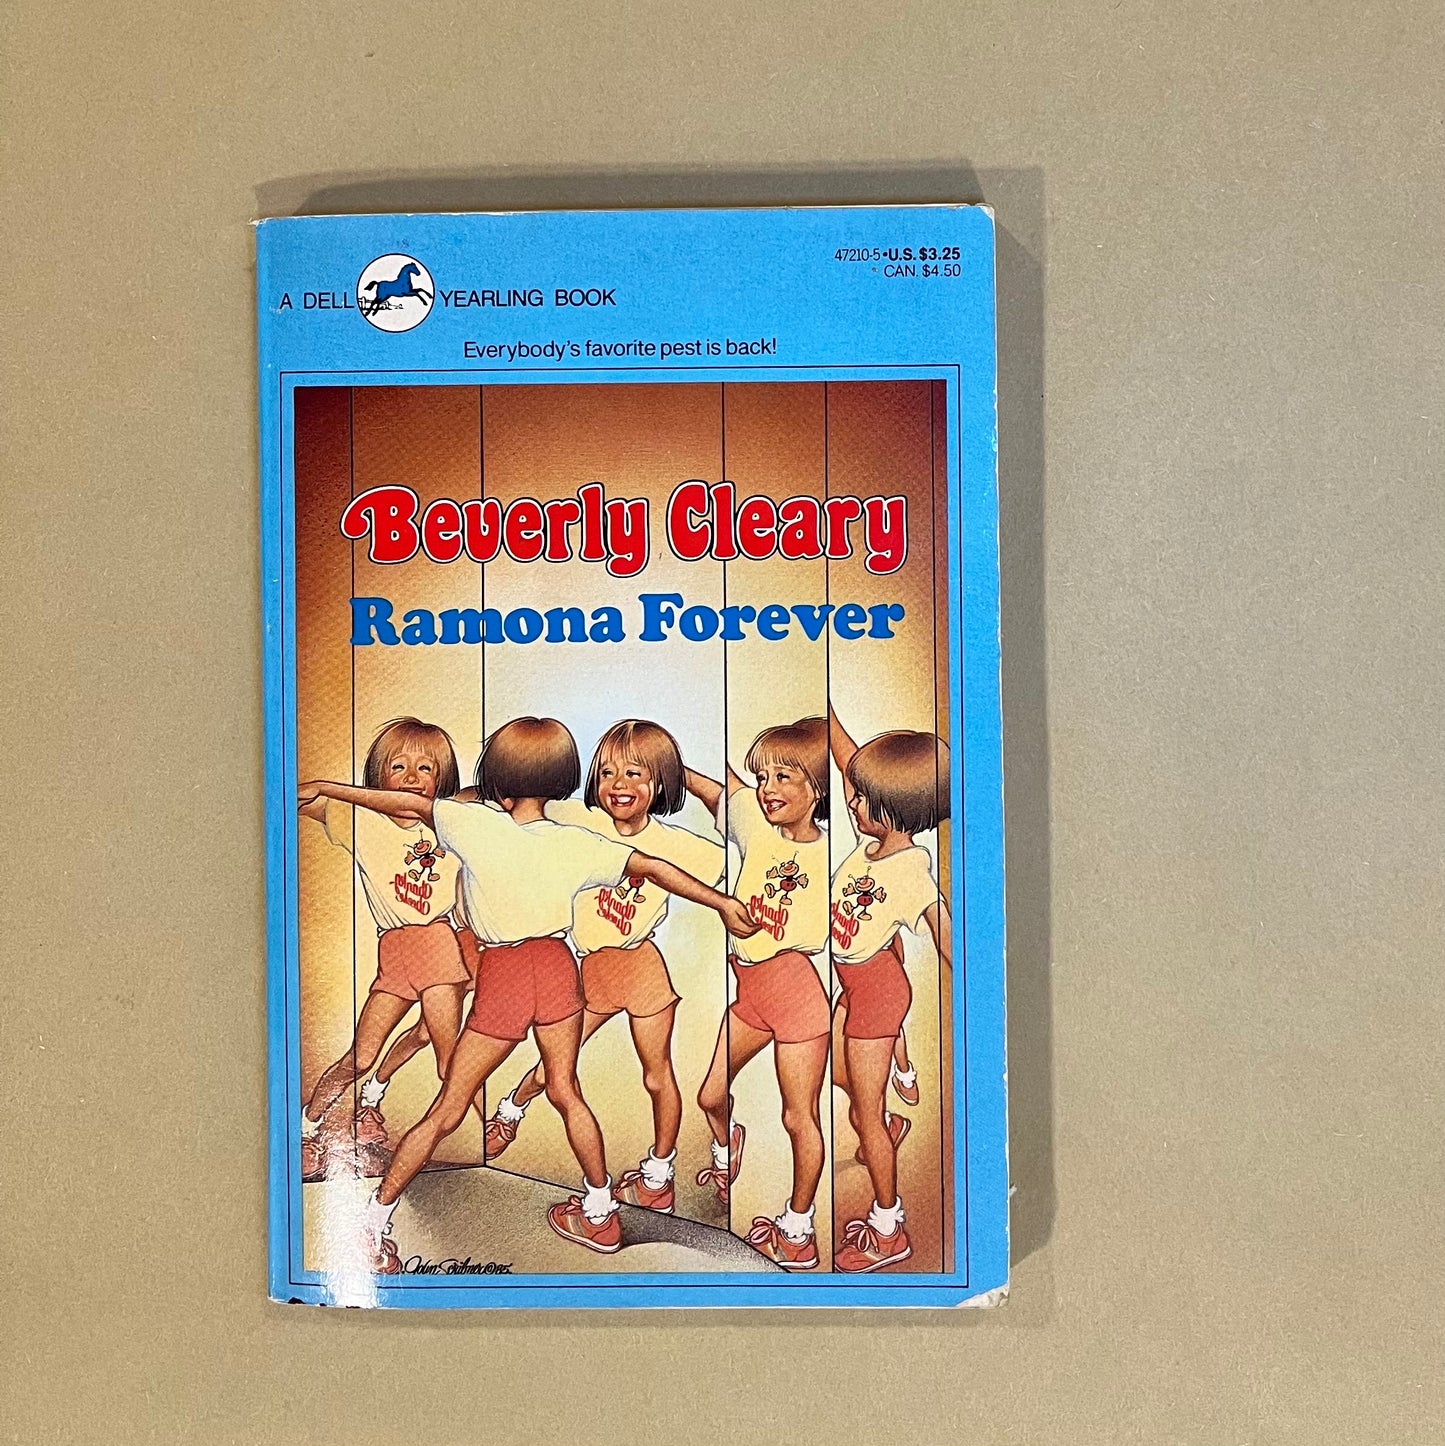 47210-5 • U.S. $3.25
CAN. $4.50
A DELL YEARLING BOOK
Everybody's favorite pest is back!
Beverly Cleary
Ramona Forever
©85